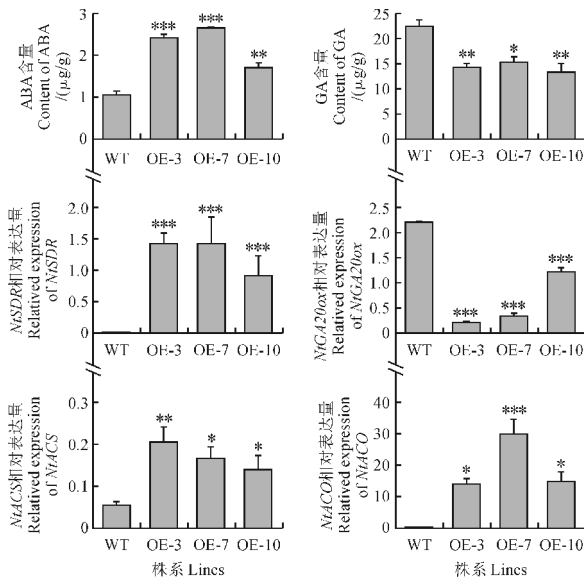 ABA含量
Content of ABA
/(μg/g)
3
2
1
0
***
***
**
WT
OE-3
OE-7
OE-10
GA含量
Content of GA
/(μg/g)
25
20
15
10
5
0
**
*
**
WT
OE-3
OE-7
OE-10
NtSDR相对表达量
Relatived expression
of NtSDR
2.0
1.5
1.0
0.5
0
***
***
***
WT
OE-3
OE-7
OE-10
NtGA20ox相对表达量
Relatived expression
of NtGA20ox
2.5
2.0
1.5
1.0
0.5
0
***
***
***
WT
OE-3
OE-7
OE-10
NtACS相对表达量
Relatived expression
of NtACS
0.3
0.2
0.1
0
**
*
*
WT
OE-3
OE-7
OE-10
株系 Lincs
NtACO相对表达量
Relatived expression
of NtACO
40
30
20
10
0
*
***
*
WT
OE-3
OE-7
OE-10
株系 Lincs